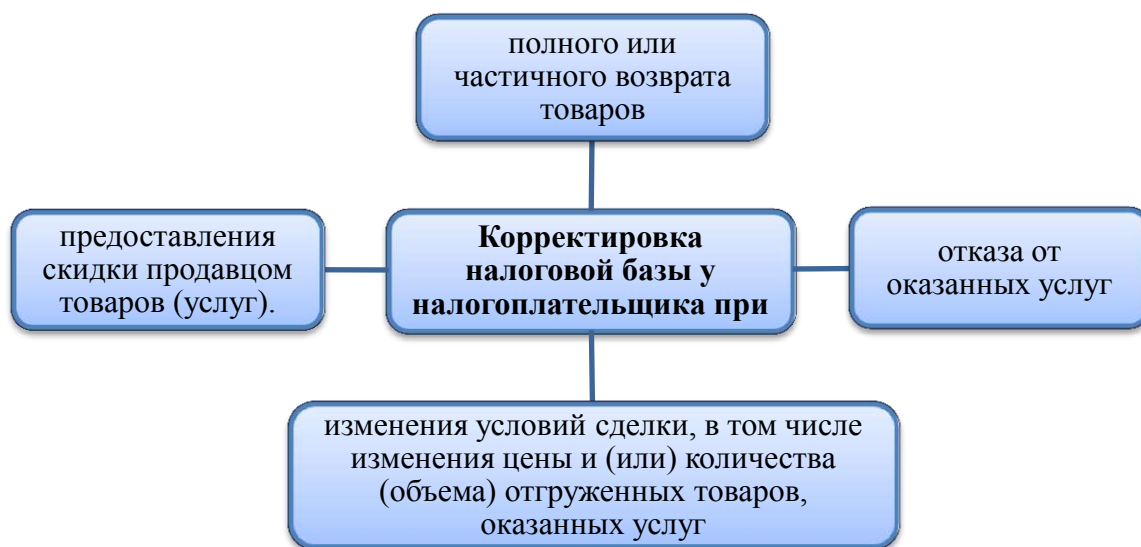 полного или
частичного возврата
товаров
предоставления
скидки продавцом
товаров (услуг).
Корректировка
налоговой базы у
налогоплательщика при
отказа от
оказанных услуг
изменения условий сделки, в том числе
изменения цены и (или) количества
(объема) отгруженных товаров,
оказанных услуг